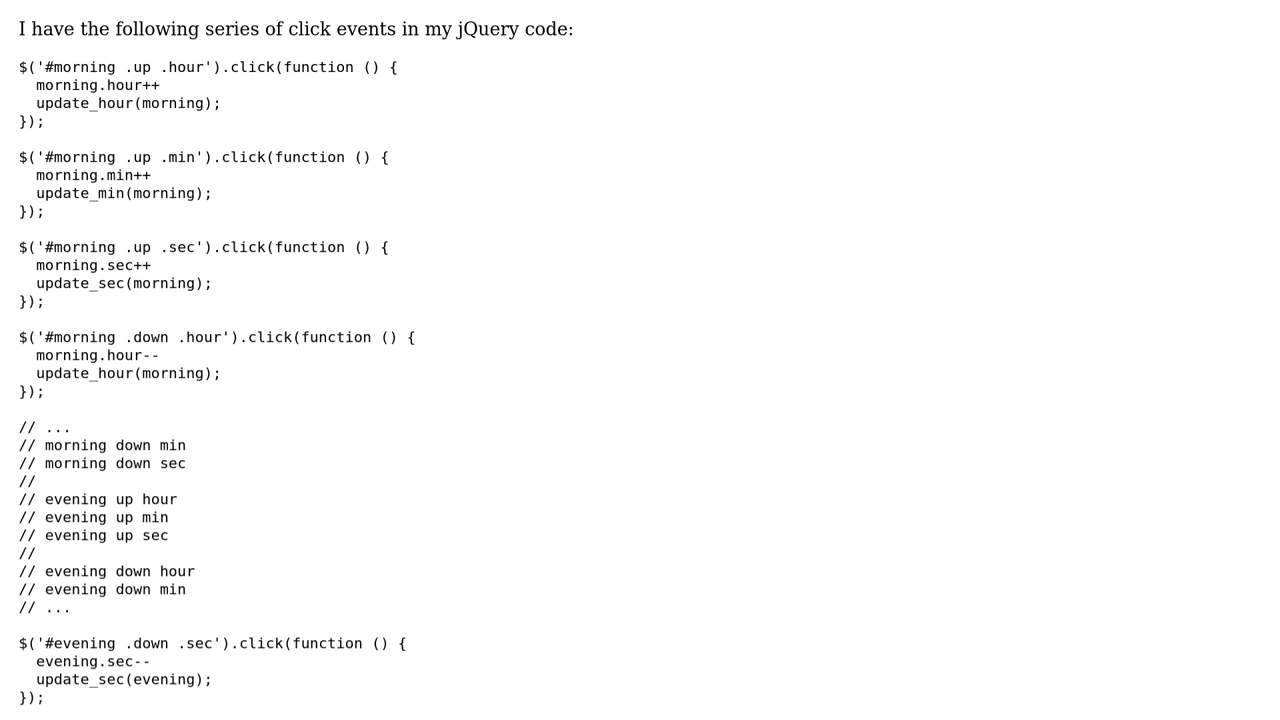 I have the following series of click events in my jQuery code:
$('#morning .up .hour').click(function () {
  morning.hour++
  update_hour(morning);
});
$('#morning .up .min').click(function () {
  morning.min++
  update_min(morning);
});
$('#morning .up .sec').click(function () {
  morning.sec++
  update_sec(morning);
});
$('#morning .down .hour').click(function () {
  morning.hour--
  update_hour(morning);
});
// ...
// morning down min
// morning down sec
//
// evening up hour
// evening up min
// evening up sec
//
// evening down hour
// evening down min
// ...
$('#evening .down .sec').click(function () {
  evening.sec--
  update_sec(evening);
});